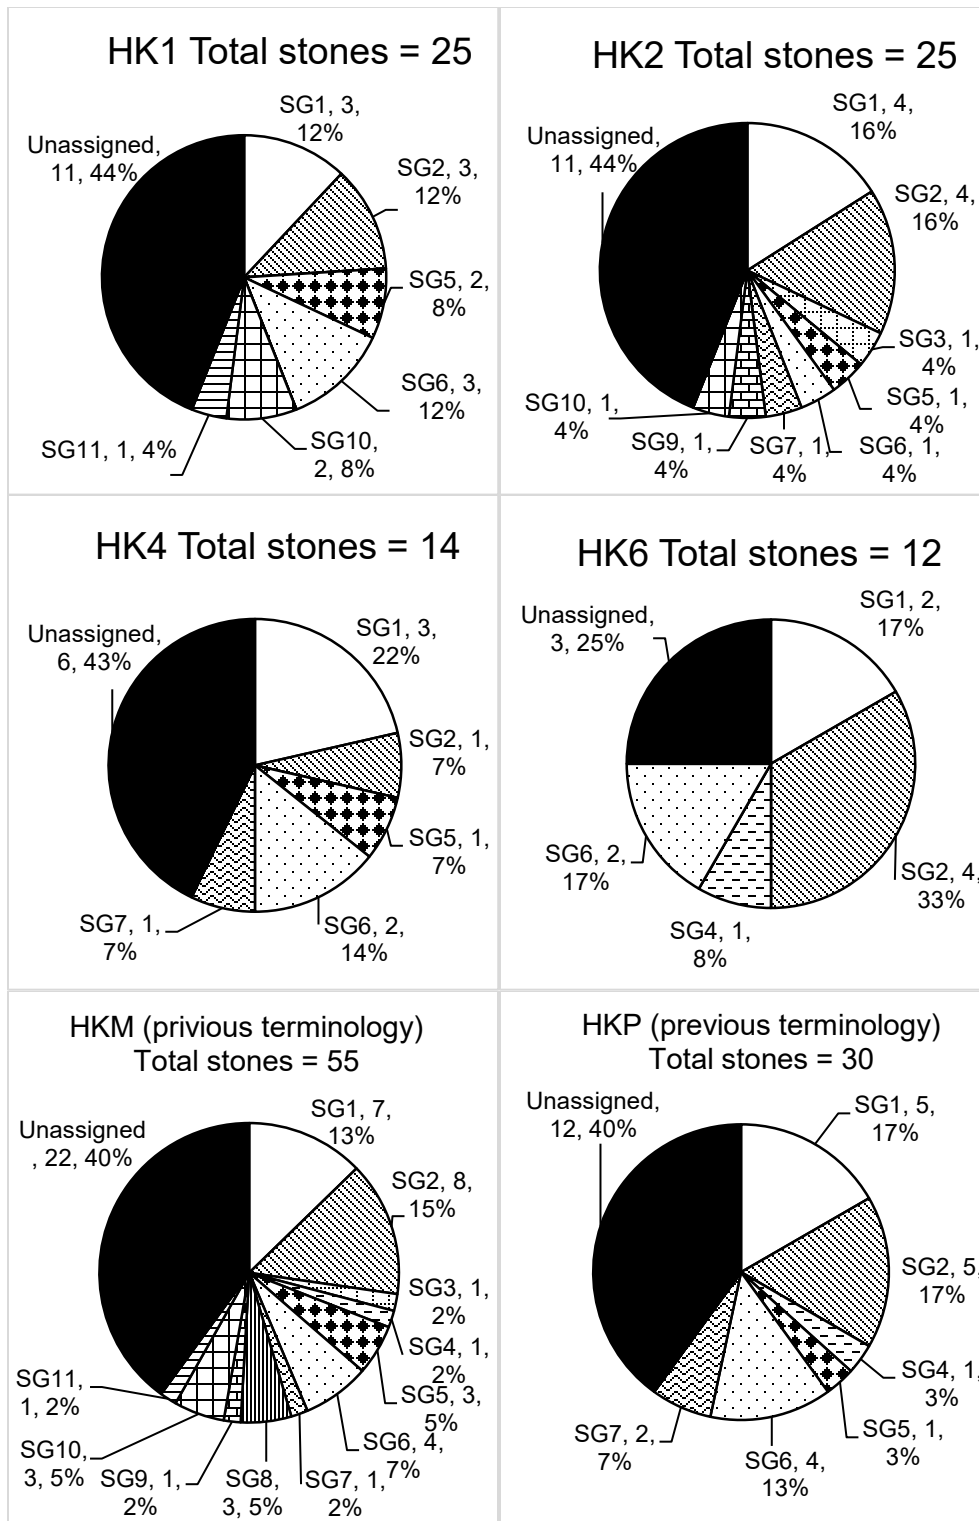 HK1 Total stones = 25
SG1, 3,
12%
SG2, 3,
12%
SG5, 2,
8%
SG6, 3,
12%
SG10,
2, 8%
SG11, 1, 4%
Unassigned,
11, 44%
HK2 Total stones = 25
SG1, 4,
16%
SG2, 4,
16%
SG3, 1,
4%
SG5, 1,
4%
SG6, 1,
4%
SG7, 1,
4%
SG9, 1,
4%
SG10, 1,
4%
Unassigned,
11, 44%
HK4 Total stones = 14
SG1, 3,
22%
SG2, 1,
7%
SG5, 1,
7%
SG6, 2,
14%
SG7, 1,
7%
Unassigned,
6, 43%
HK6 Total stones = 12
SG1, 2,
17%
SG2, 4,
33%
SG4, 1,
8%
SG6, 2,
17%
Unassigned,
3, 25%
HKM (privious terminology)
Total stones = 55
SG1, 7,
13%
SG2, 8,
15%
SG3, 1,
2%
SG4, 1,
2%
SG5, 3,
5%
SG6, 4,
7%
SG7, 1,
2%
SG8,
3, 5%
SG9, 1,
2%
SG10,
3, 5%
SG11,
1, 2%
Unassigned
, 22, 40%
HKP (previous terminology)
Total stones = 30
SG1, 5,
17%
SG2, 5,
17%
SG4, 1,
3%
SG5, 1,
3%
SG6, 4,
13%
SG7, 2,
7%
Unassigned,
12, 40%